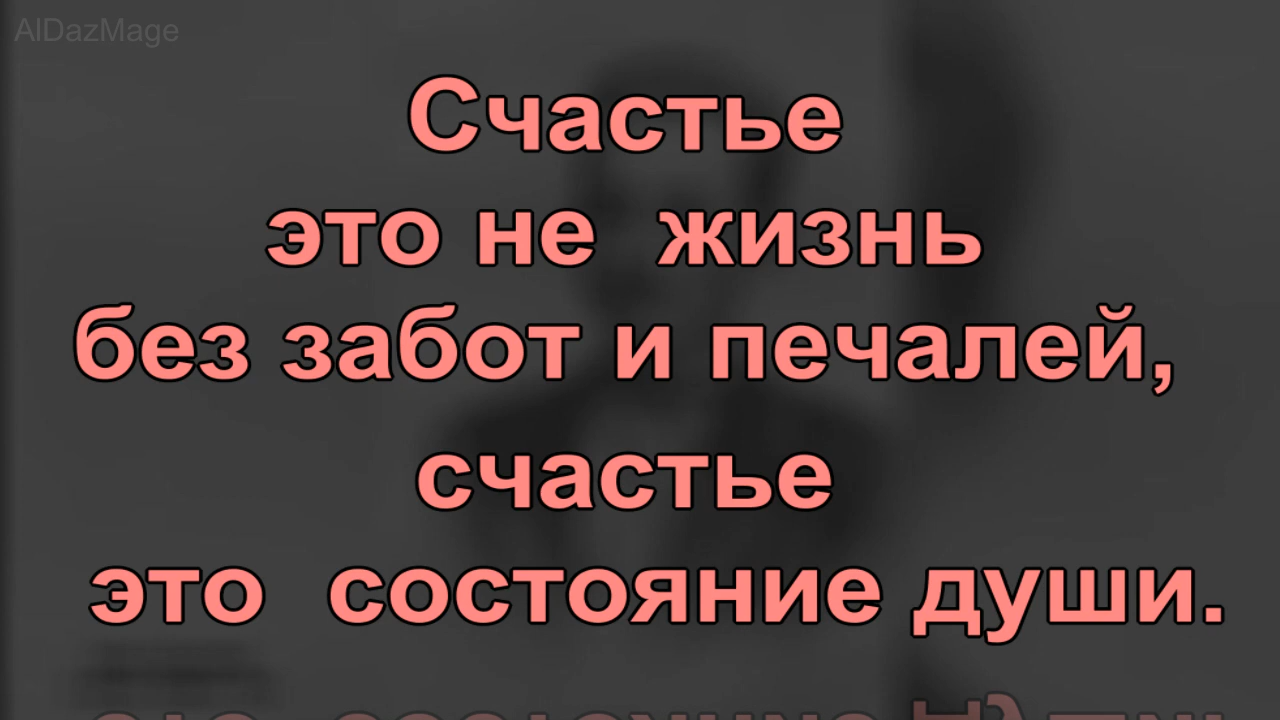 AlDazMage
Счастье
это не жизнь
без забот и печалей,
счастье
это состояние души.